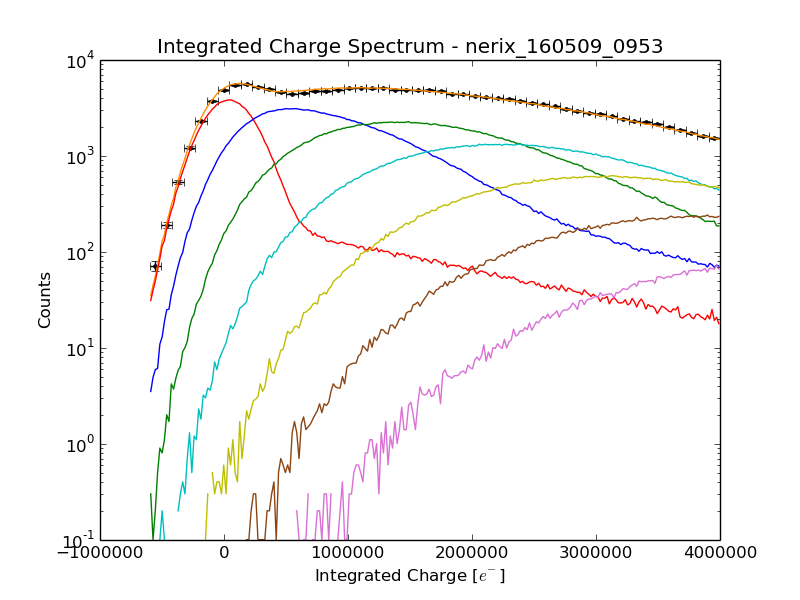 Integrated Charge Spectrum - nerix_160509_0953
10^4
10^3
10^2
10^1
10^0
10^-1
Counts
−1000000 0 1000000 2000000 3000000 4000000
Integrated Charge [e^-]